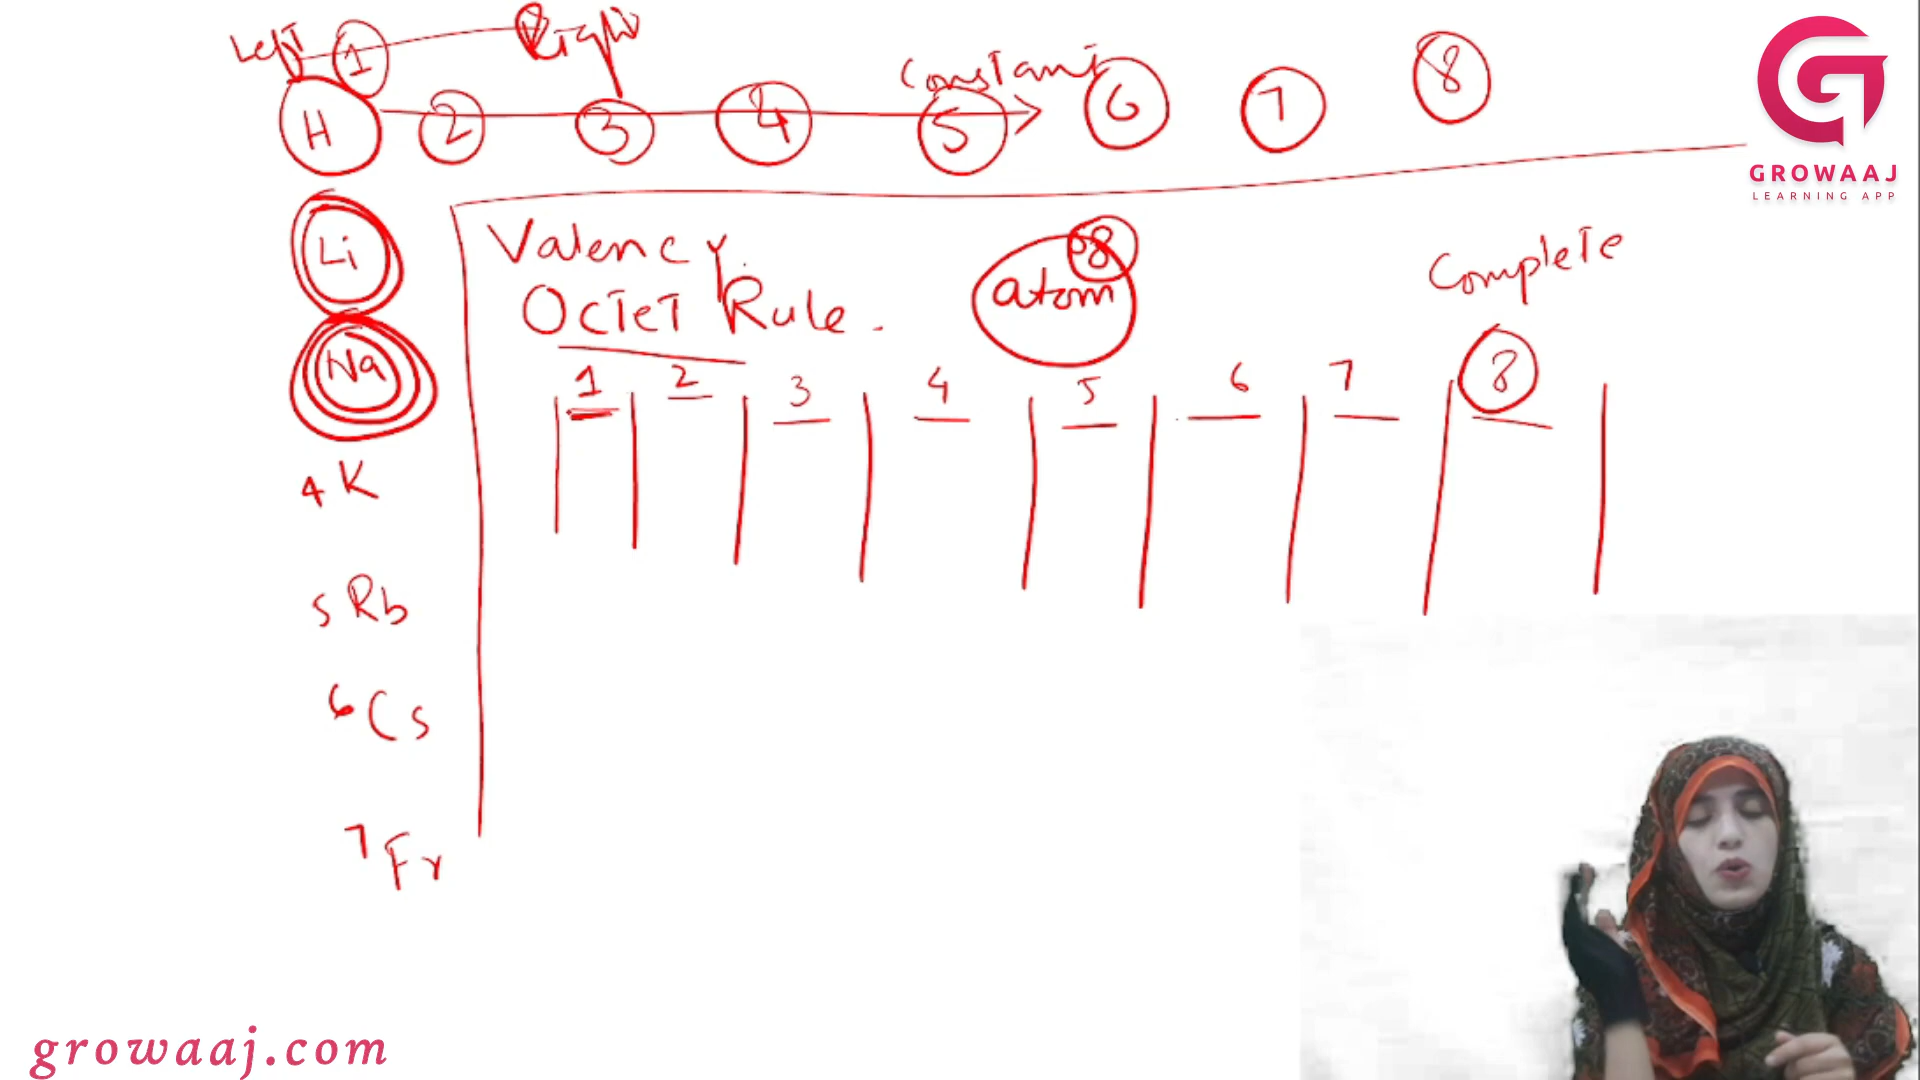 Left 1 Right
Constant
H 2 3 4 5 6 7 8
GROWAAJ
LEARNING APP
Li
Valency
atom 8
Complete
Octet Rule.
Na
1 2 3 4 5 6 7 8
4 K
5 Rb
6 Cs
7 Fr
growaaj.com